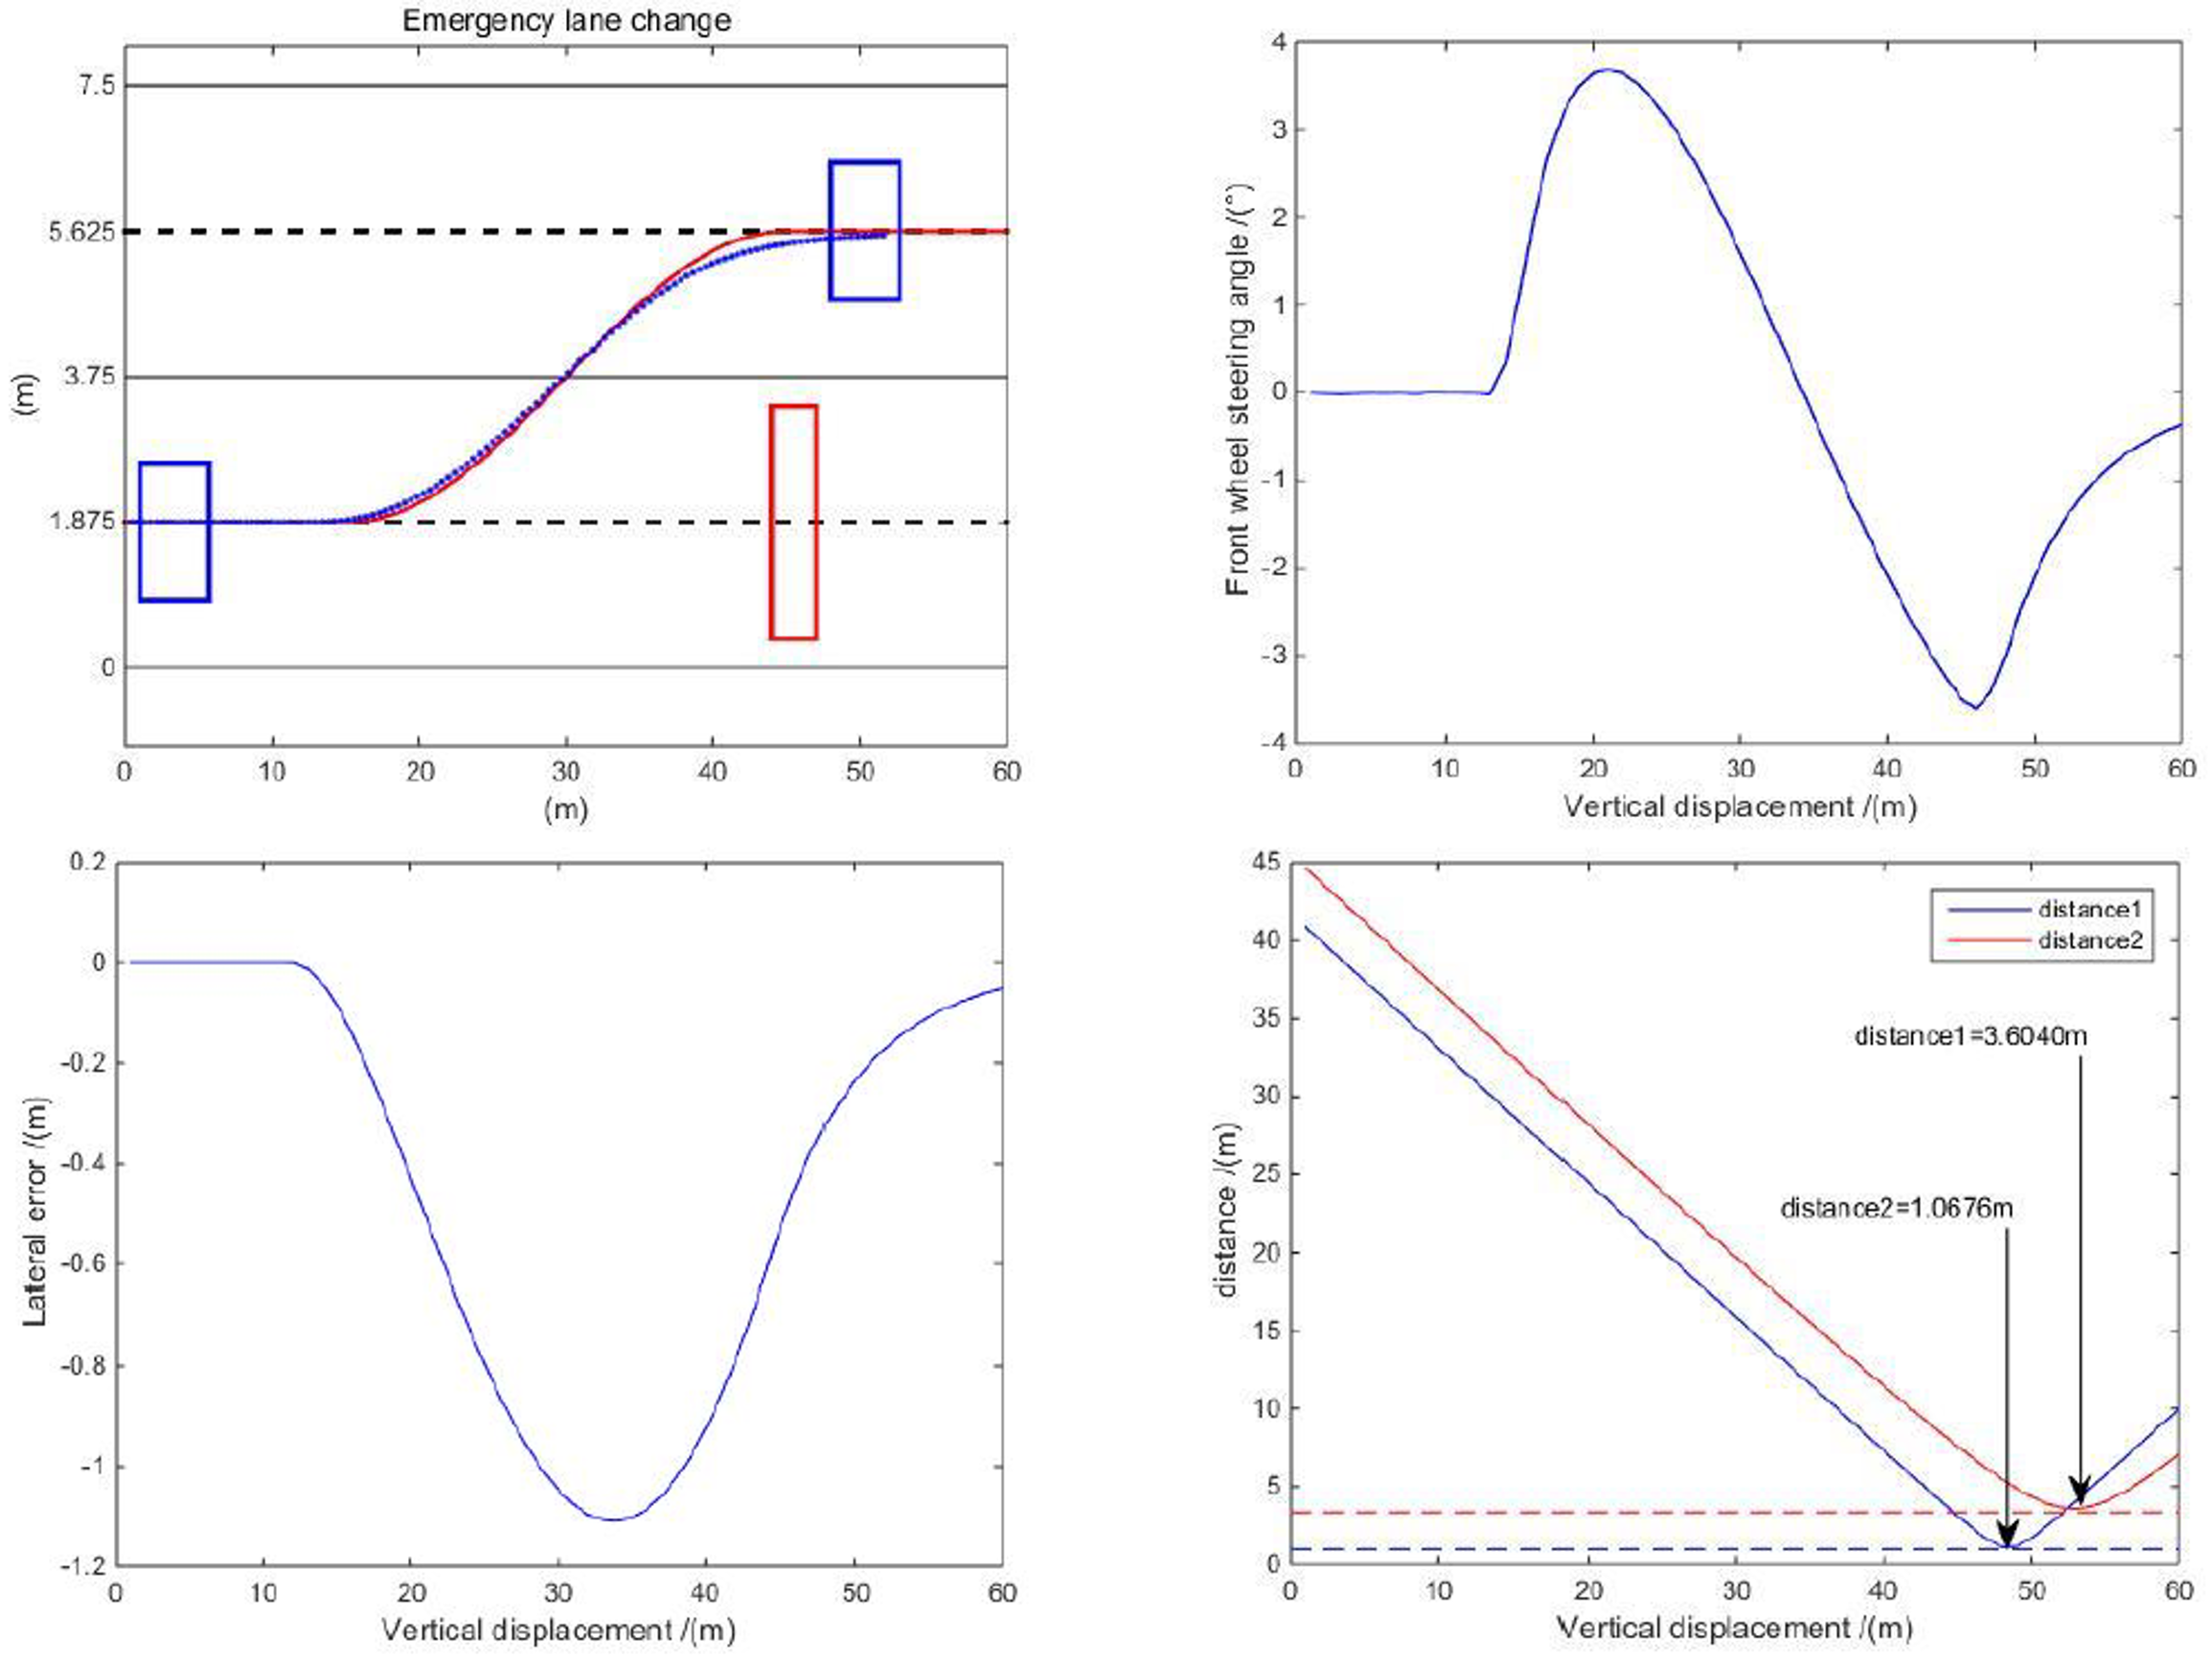 Emergency lane change
7.5
5.625
3.75
1.875
0
(m)
0 10 20 30 40 50 60
(m)
4
3
2
1
0
-1
-2
-3
-4
Front wheel steering angle /(°)
0 10 20 30 40 50 60
Vertical displacement /(m)
0.2
0
-0.2
-0.4
-0.6
-0.8
-1
-1.2
Lateral error /(m)
0 10 20 30 40 50 60
Vertical displacement /(m)
45
40
35
30
25
20
15
10
5
0
distance /(m)
distance1
distance2
distance1=3.6040m
distance2=1.0676m
0 10 20 30 40 50 60
Vertical displacement /(m)